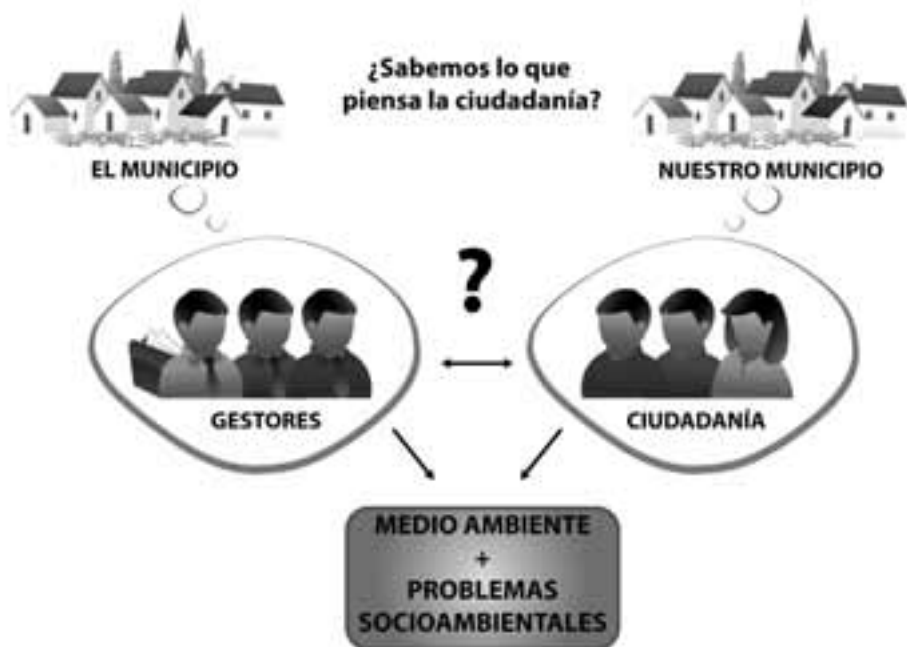 ¿Sabemos lo que
piensa la ciudadanía?
EL MUNICIPIO
NUESTRO MUNICIPIO
?
GESTORES
CIUDADANÍA
MEDIO AMBIENTE
+
PROBLEMAS
SOCIOAMBIENTALES